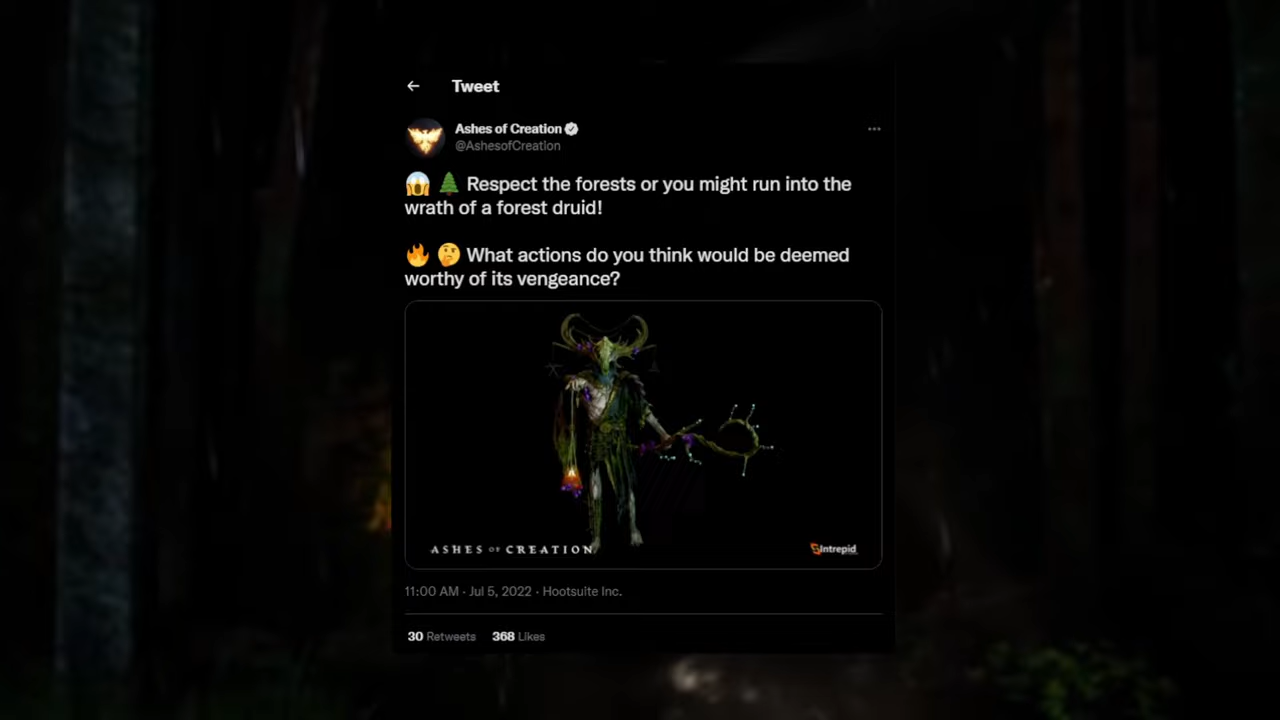 ← Tweet
Ashes of Creation
@AshesofCreation
😱 🌲 Respect the forests or you might run into the
wrath of a forest druid!
🔥 🤔 What actions do you think would be deemed
worthy of its vengeance?
ASHES OF CREATION
Intrepid
11:00 AM · Jul 5, 2022 · Hootsuite Inc.
30 Retweets 368 Likes